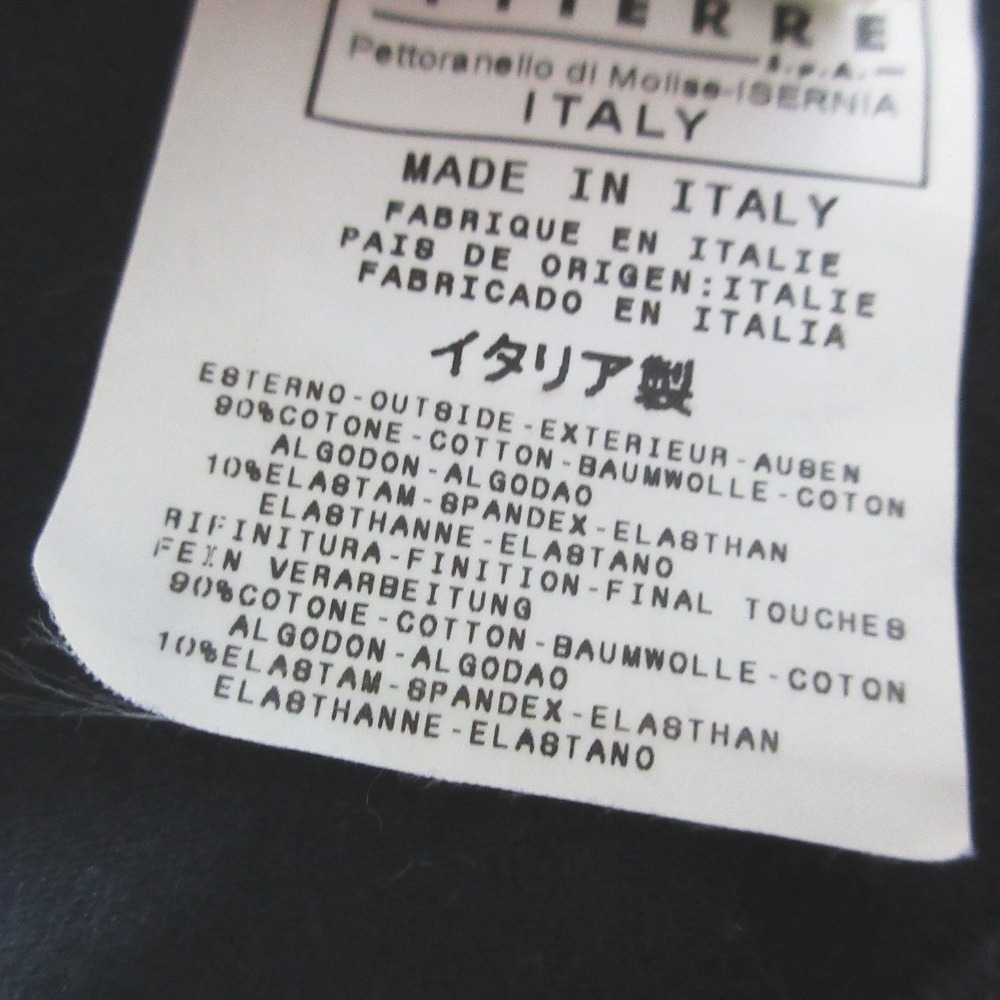 ITTIERRE
S.p.A.
Pettoranello di Molise-ISERNIA
ITALY
MADE IN ITALY
FABRIQUE EN ITALIE
PAIS DE ORIGEN:ITALIE
FABRICADO EN ITALIA
イタリア製
ESTERNO-OUTSIDE-EXTERIEUR-AUSEN
90%COTONE-COTTON-BAUMWOLLE-COTON
ALGODON-ALGODAO
10%ELASTAM-SPANDEX-ELASTHAN
ELASTHANNE-ELASTANO
RIFINITURA-FINITION-FINAL TOUCHES
FEIN VERARBEITUNG
90%COTONE-COTTON-BAUMWOLLE-COTON
ALGODON-ALGODAO
10%ELASTAM-SPANDEX-ELASTHAN
ELASTHANNE-ELASTANO